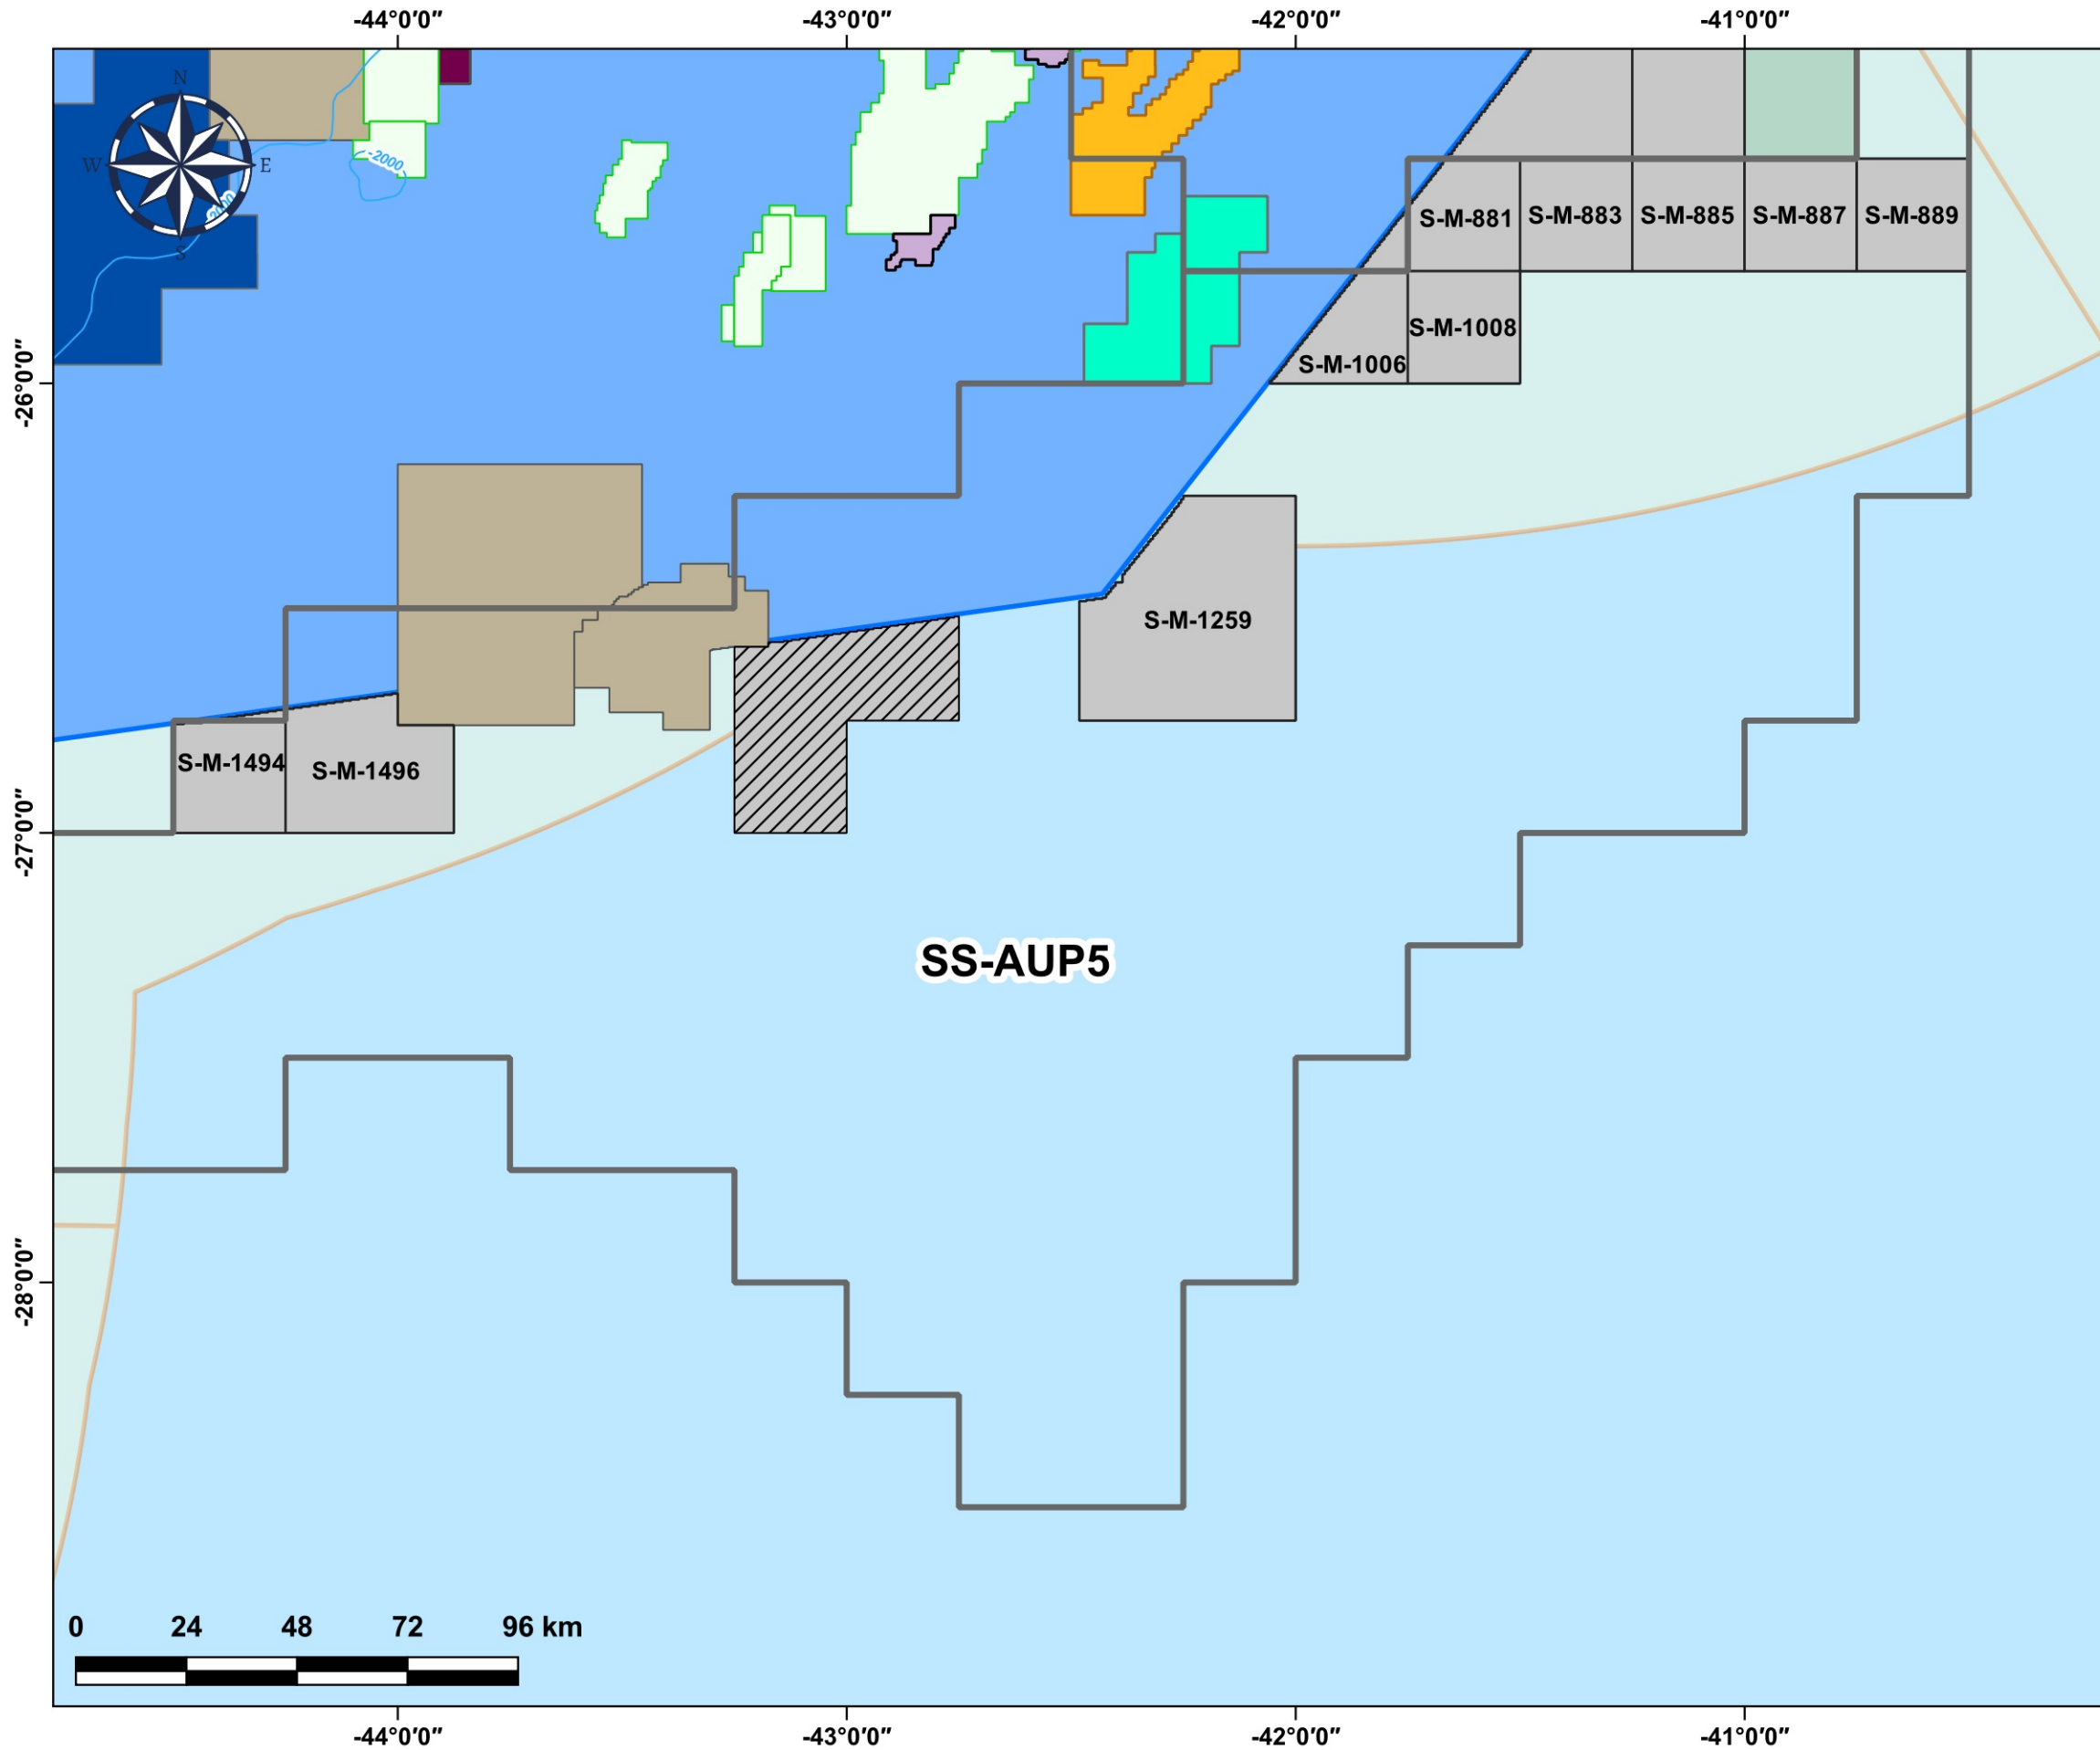 -44°0′0″ -43°0′0″ -42°0′0″ -41°0′0″
N
W E
S
-2000
-2000
S-M-881 S-M-883 S-M-885 S-M-887 S-M-889
S-M-1008
S-M-1006
-26°0′0″
S-M-1259
S-M-1494 S-M-1496
-27°0′0″
SS-AUP5
-28°0′0″
0 24 48 72 96 km
-44°0′0″ -43°0′0″ -42°0′0″ -41°0′0″